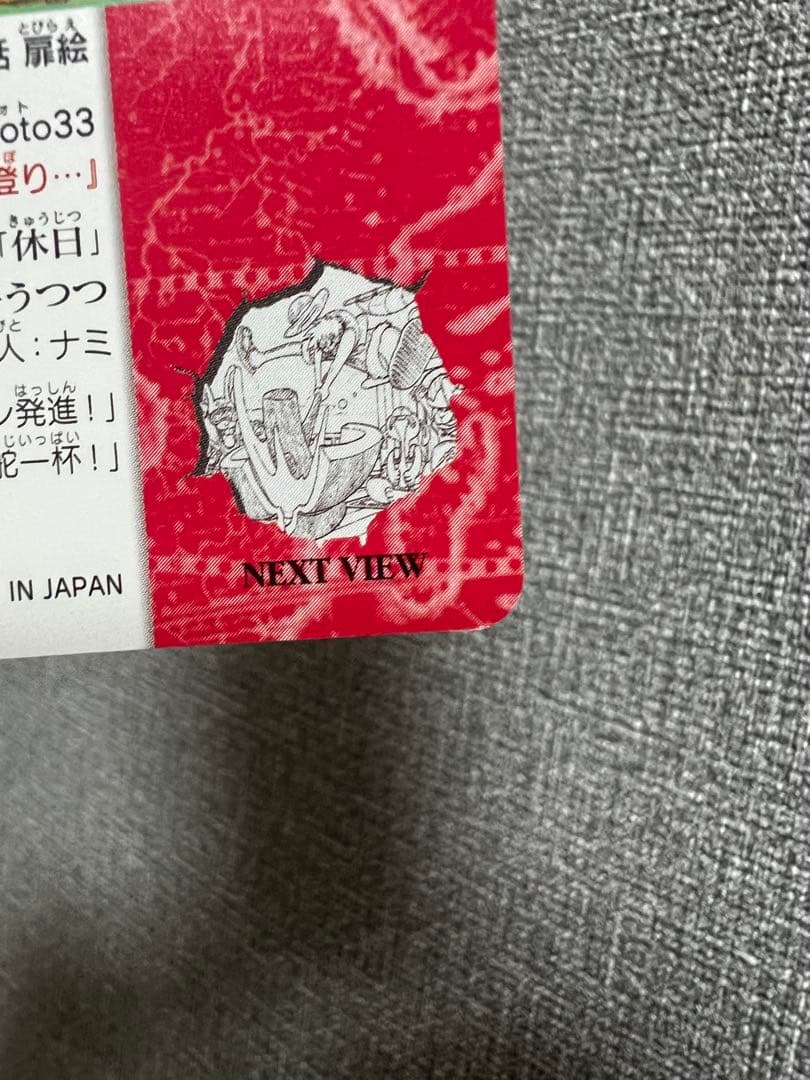 とびらえ
話 扉絵
ォト
oto33
ぼ
登り…』
きゅうじつ
「休日」
うつつ
びと
人：ナミ
はっしん
ン発進！」
じいっぱい
舵一杯！」
IN JAPAN
NEXT VIEW